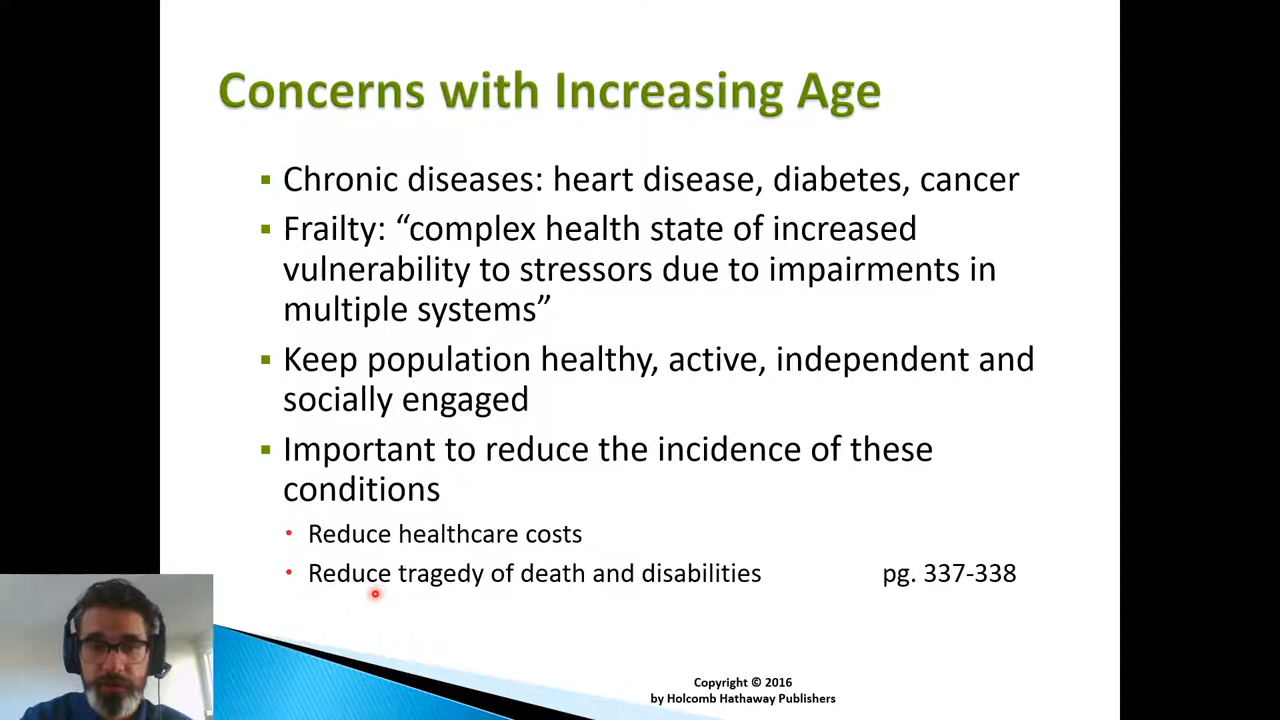 Concerns with Increasing Age
▪ Chronic diseases: heart disease, diabetes, cancer
▪ Frailty: “complex health state of increased
vulnerability to stressors due to impairments in
multiple systems”
▪ Keep population healthy, active, independent and
socially engaged
▪ Important to reduce the incidence of these
conditions
• Reduce healthcare costs
• Reduce tragedy of death and disabilities pg. 337-338
Copyright © 2016
by Holcomb Hathaway Publishers